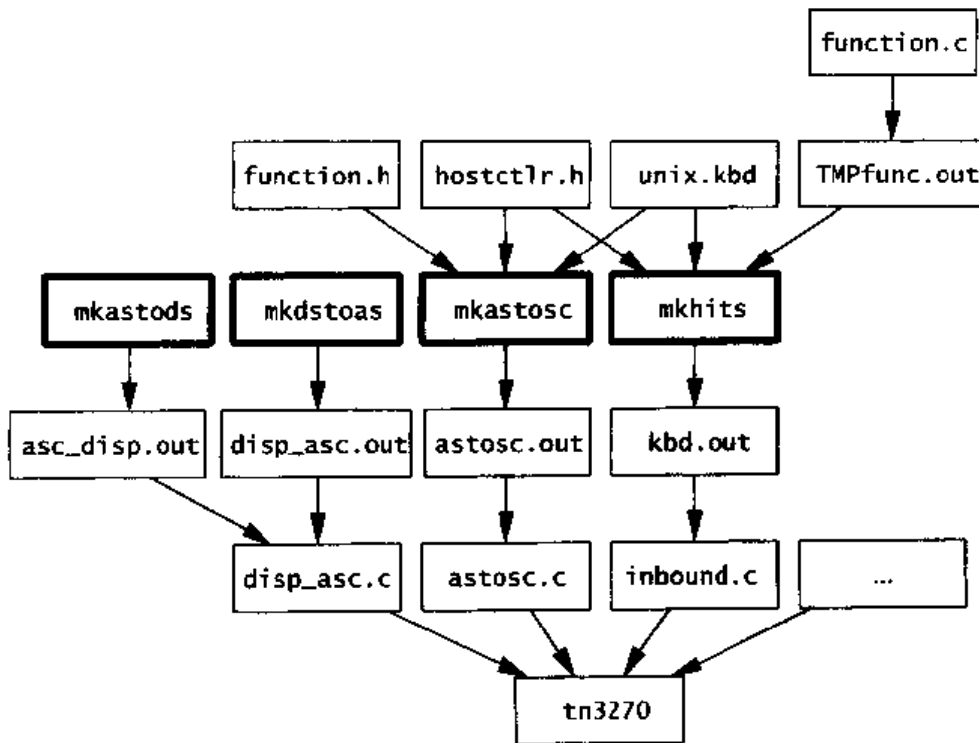 function.c
function.h hostctlr.h unix.kbd TMPfunc.out
mkastods mkdstoas mkastosc mkhits
asc_disp.out disp_asc.out astosc.out kbd.out
disp_asc.c astosc.c inbound.c ...
tn3270